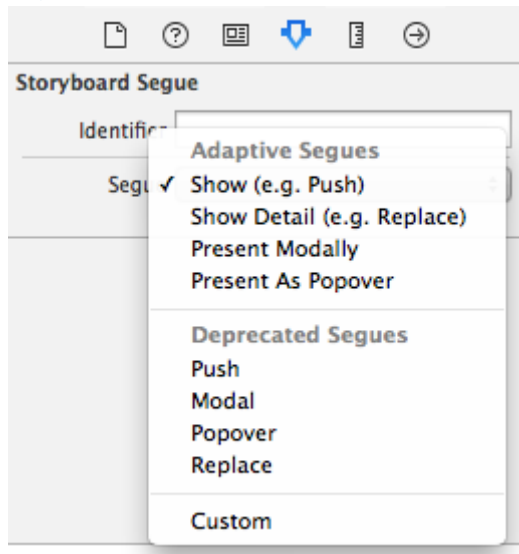 Storyboard Segue
Identifier
Adaptive Segues
Segu ✓ Show (e.g. Push)
Show Detail (e.g. Replace)
Present Modally
Present As Popover
Deprecated Segues
Push
Modal
Popover
Replace
Custom